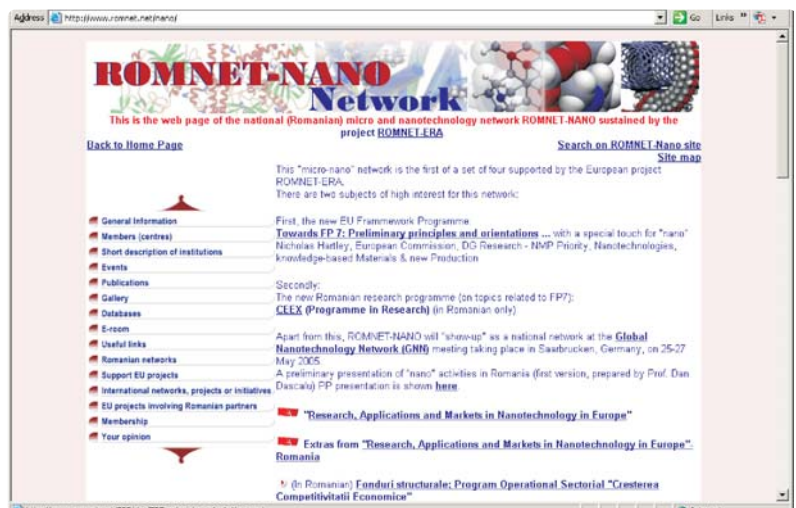 Address http://www.romnet.net/nano/ Go Links »
ROMNET-NANO
Network
This is the web page of the national (Romanian) micro and nanotechnology network ROMNET-NANO sustained by the
project ROMNET-ERA
Back to Home Page Search on ROMNET-Nano site
Site map
This "micro-nano" network is the first of a set of four supported by the European project
ROMNET-ERA.
There are two subjects of high interest for this network:
General Information
Members (centres)
Short description of institutions
Events
Publications
Gallery
Databases
E-room
Useful links
Romanian networks
Support EU projects
International networks, projects or initiatives
EU projects involving Romanian partners
Membership
Your opinion
First, the new EU Frammework Programme.
Towards FP 7: Preliminary principles and orientations ... with a special touch for "nano"
Nicholas Hartley, European Commission, DG Research - NMP Priority, Nanotechnologies,
knowledge-based Materials & new Production
Secondly:
The new Romanian research programme (on topics related to FP7):
CEEX (Programme in Research) (in Romanian only)
Apart from this, ROMNET-NANO will "show-up" as a national network at the Global
Nanotechnology Network (GNN) meeting taking place in Saarbrucken, Germany, on 25-27
May 2005.
A preliminary presentation of "nano" activities in Romania (first version, prepared by Prof. Dan
Dascalu) PP presentation is shown here.
"Research, Applications and Markets in Nanotechnology in Europe"
Extras from "Research, Applications and Markets in Nanotechnology in Europe"-
Romania
(In Romanian) Fonduri structurale; Program Operational Sectorial "Cresterea
Competitivitatii Economice"